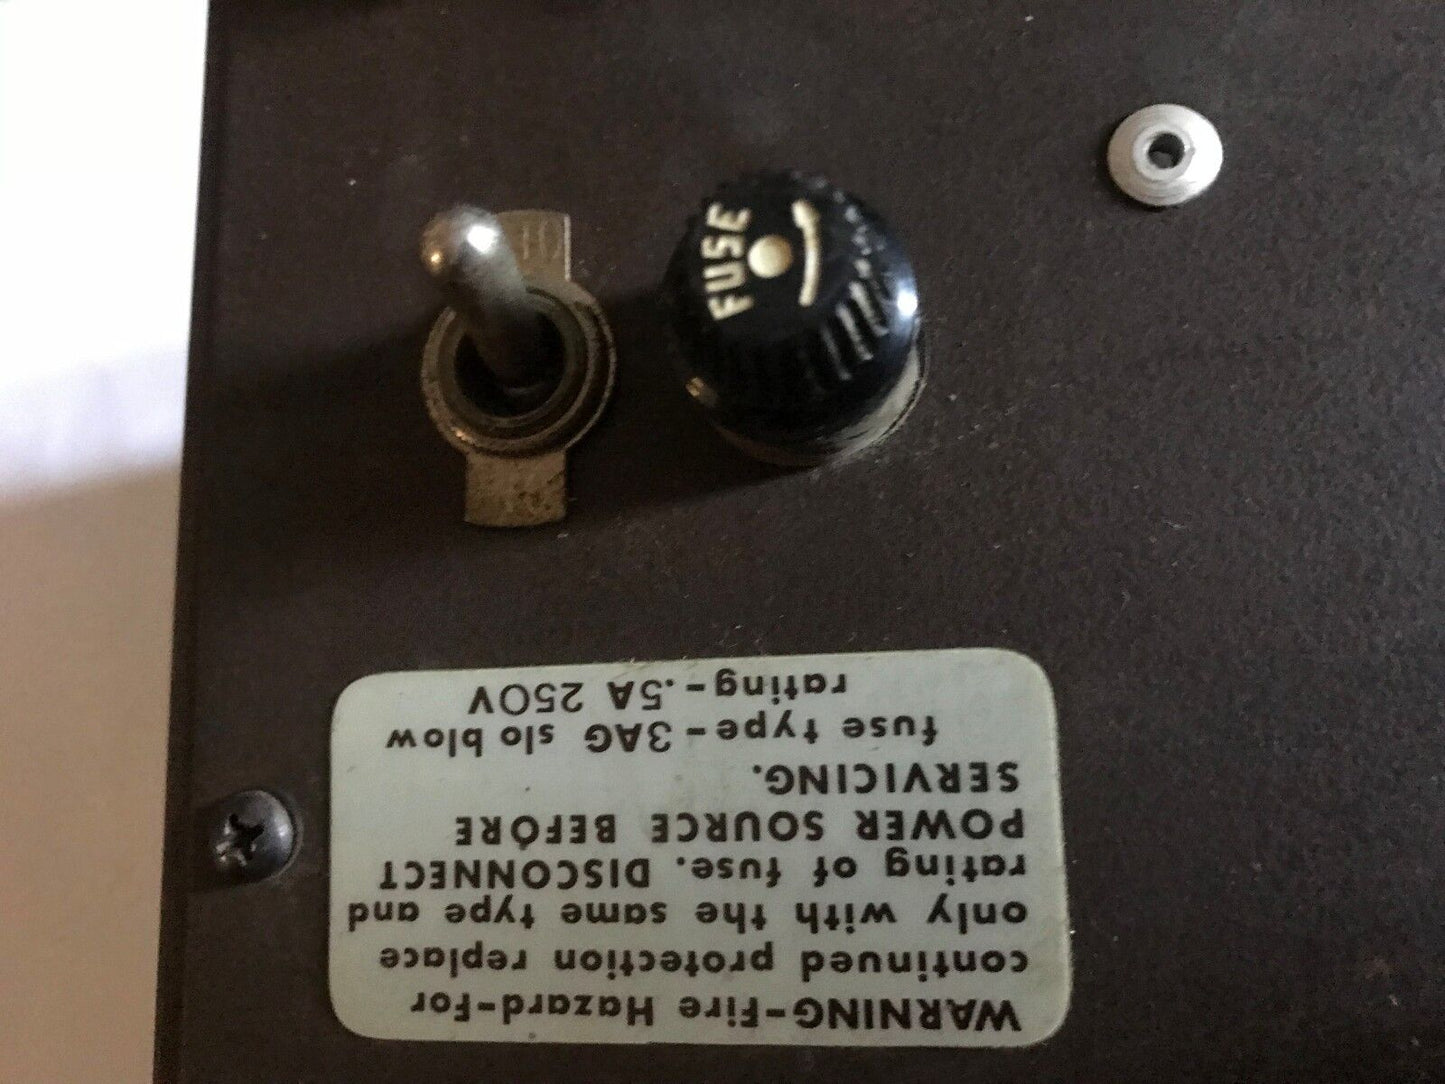 FUSE
WARNING-Fire Hazard-For
continued protection replace
only with the same type and
rating of fuse. DISCONNECT
POWER SOURCE BEFORE
SERVICING.
fuse type-3AG slo blow
rating-.5A 250V